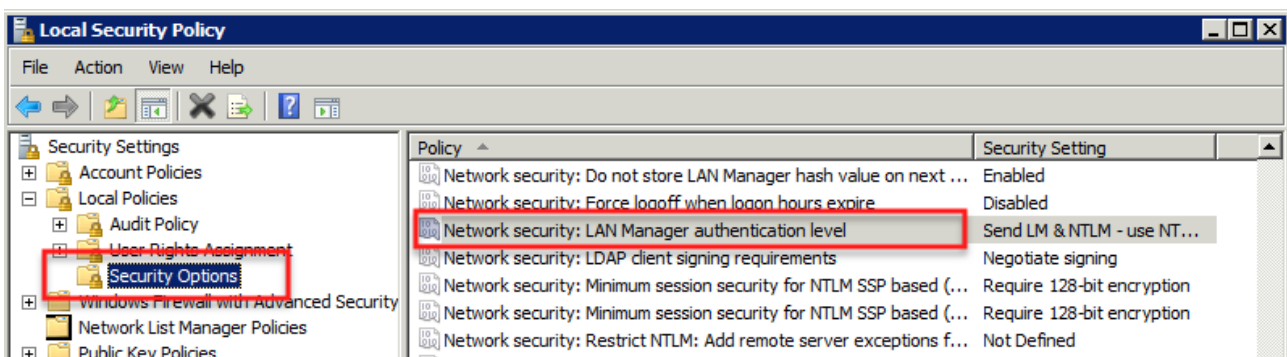 Local Security Policy
File Action View Help
Security Settings
Account Policies
Local Policies
Audit Policy
User Rights Assignment
Security Options
Windows Firewall with Advanced Security
Network List Manager Policies
Public Key Policies
Policy Security Setting
Network security: Do not store LAN Manager hash value on next ... Enabled
Network security: Force logoff when logon hours expire Disabled
Network security: LAN Manager authentication level Send LM & NTLM - use NT...
Network security: LDAP client signing requirements Negotiate signing
Network security: Minimum session security for NTLM SSP based (... Require 128-bit encryption
Network security: Minimum session security for NTLM SSP based (... Require 128-bit encryption
Network security: Restrict NTLM: Add remote server exceptions f... Not Defined